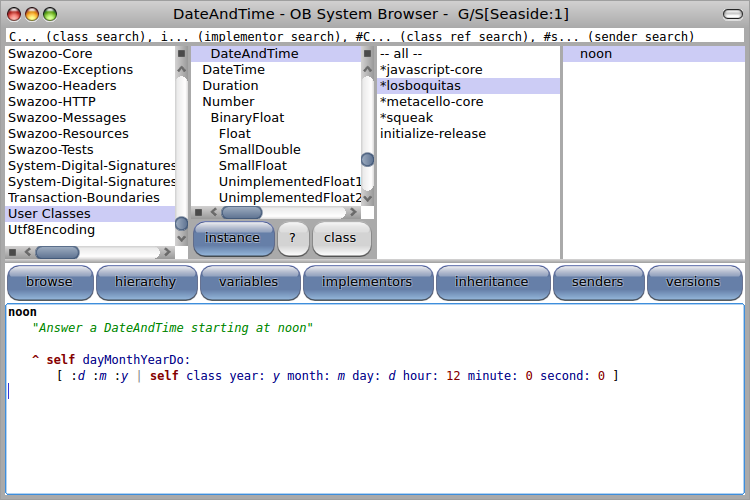 DateAndTime - OB System Browser -  G/S[Seaside:1]
C... (class search), i... (implementor search), #C... (class ref search), #s... (sender search)
Swazoo-Core
Swazoo-Exceptions
Swazoo-Headers
Swazoo-HTTP
Swazoo-Messages
Swazoo-Resources
Swazoo-Tests
System-Digital-Signatures
System-Digital-Signatures
Transaction-Boundaries
User Classes
Utf8Encoding
DateAndTime
DateTime
Duration
Number
BinaryFloat
Float
SmallDouble
SmallFloat
UnimplementedFloat1
UnimplementedFloat2
instance ? class
-- all --
*javascript-core
*losboquitas
*metacello-core
*squeak
initialize-release
noon
browse hierarchy variables implementors inheritance senders versions
noon
"Answer a DateAndTime starting at noon"
^ self dayMonthYearDo:
[ :d :m :y | self class year: y month: m day: d hour: 12 minute: 0 second: 0 ]